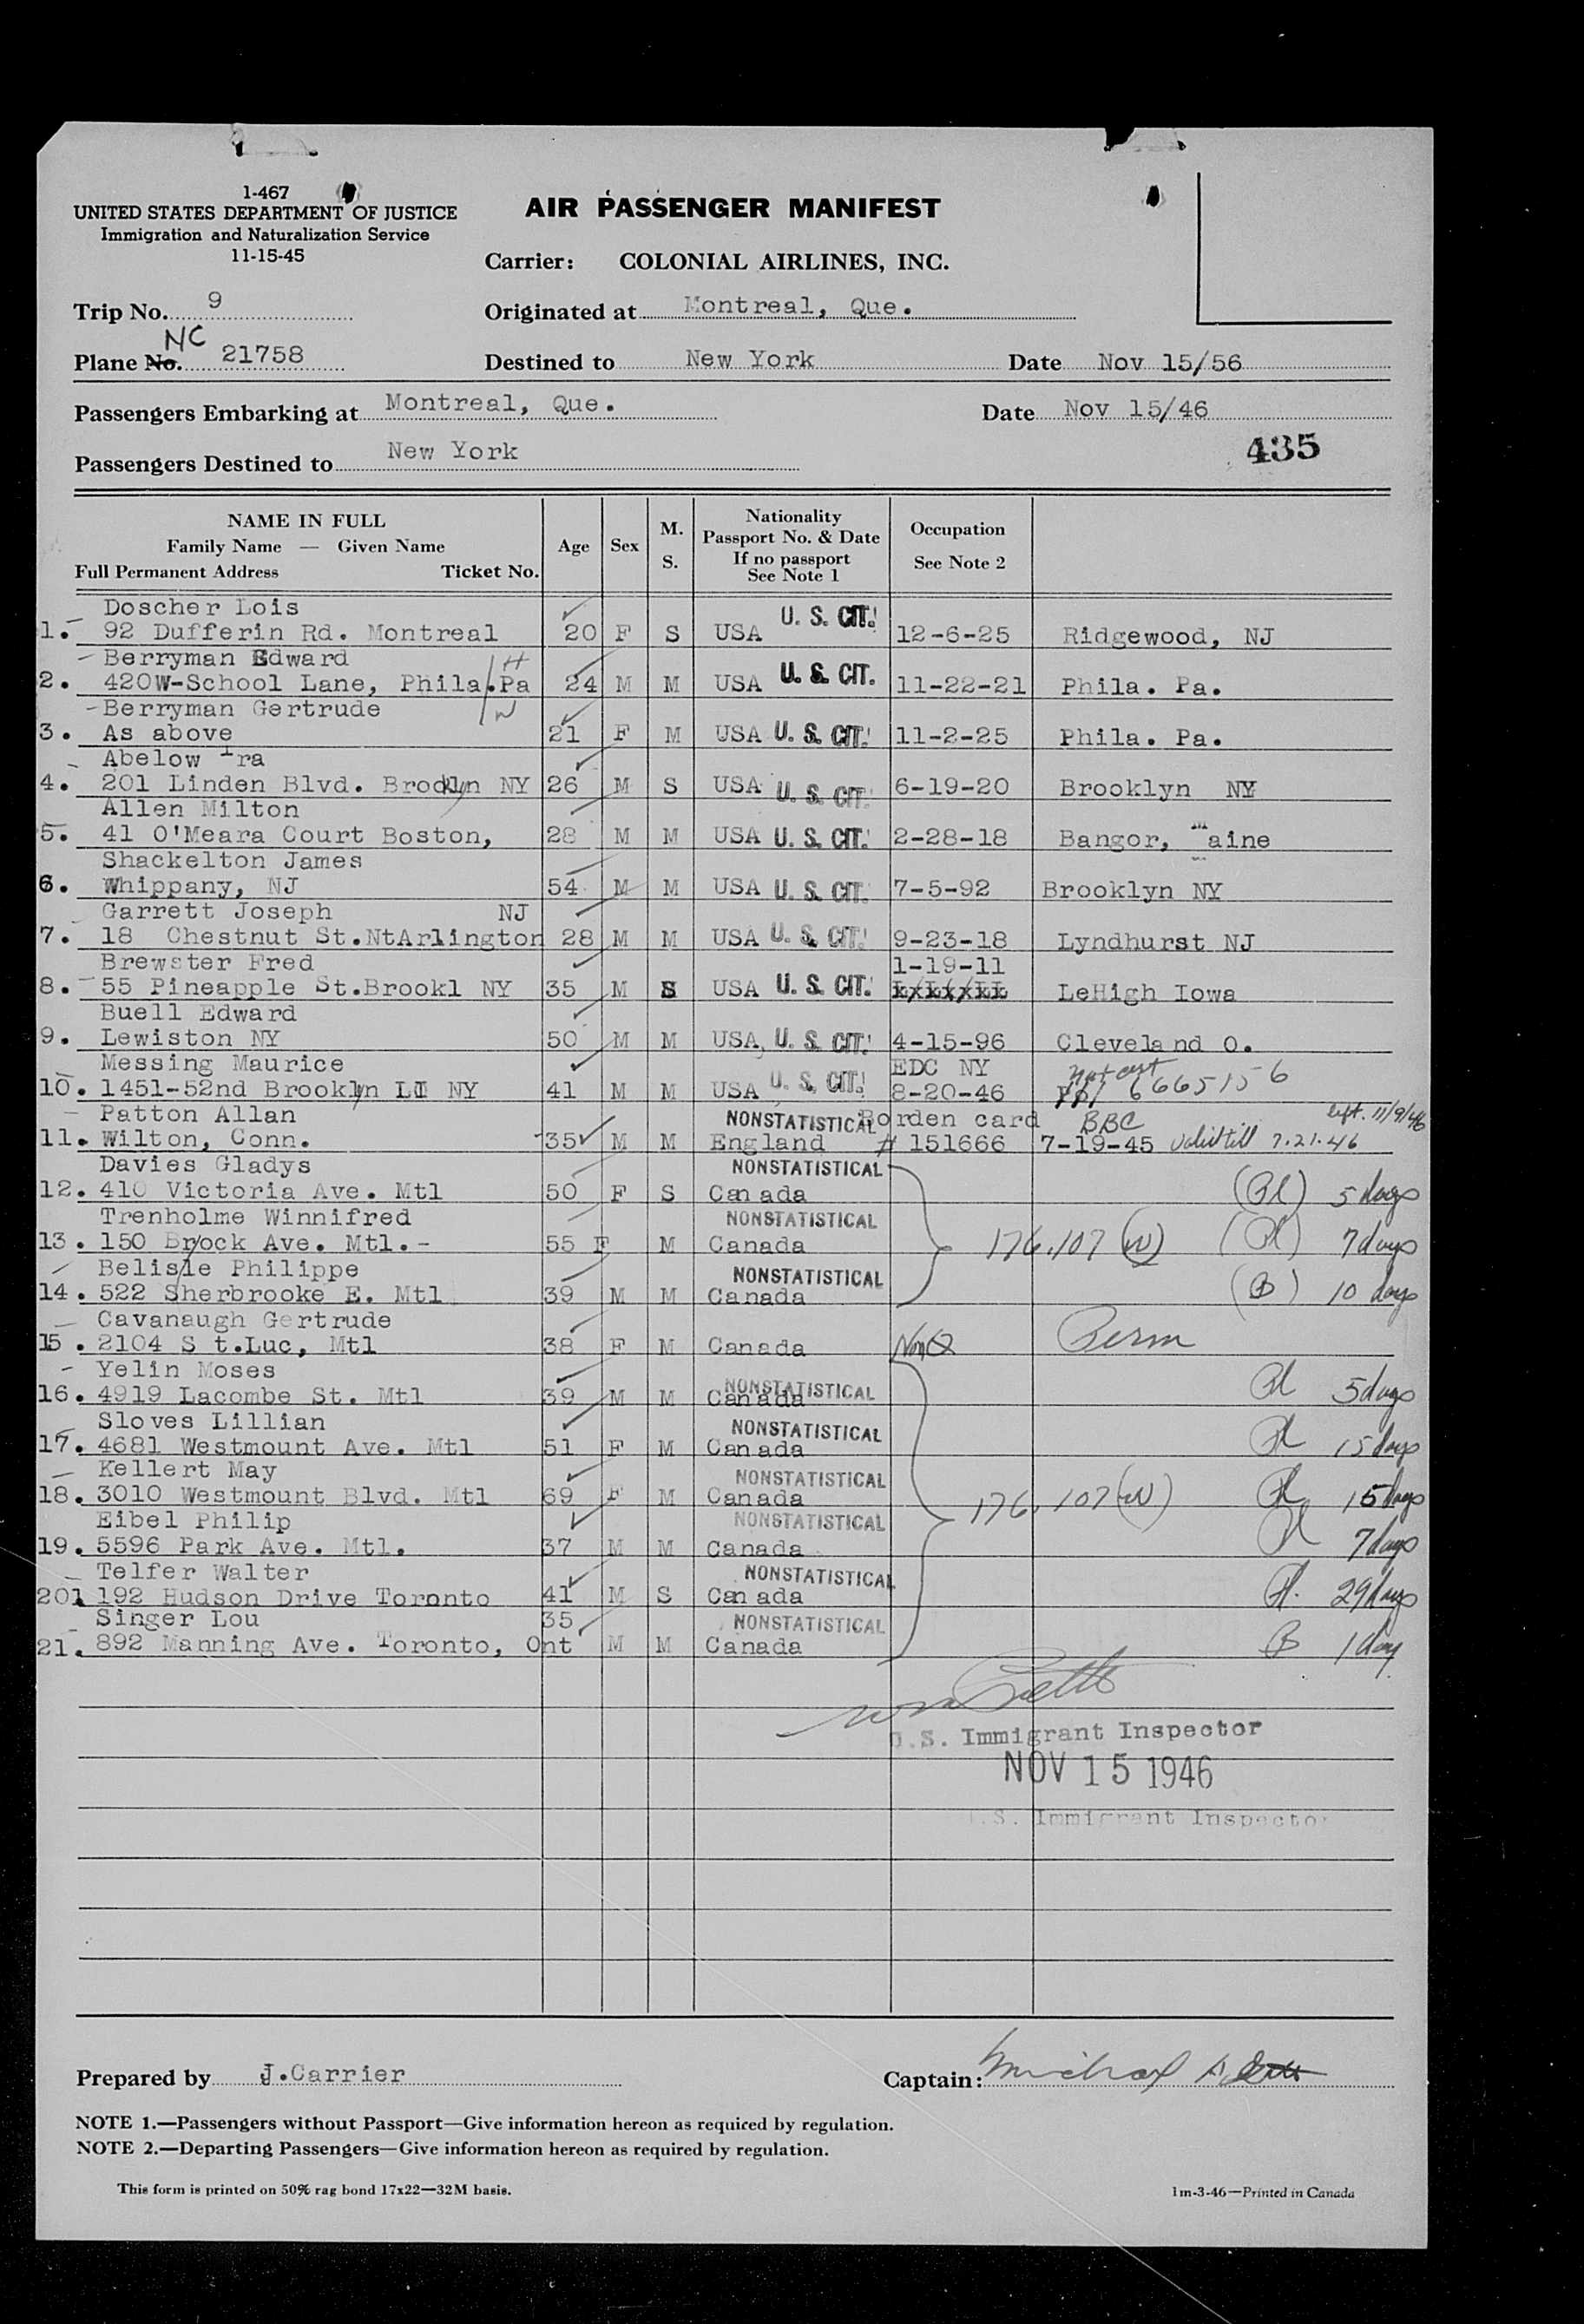 1-467
UNITED STATES DEPARTMENT OF JUSTICE
Immigration and Naturalization Service
11-15-45
AIR PASSENGER MANIFEST
Carrier: COLONIAL AIRLINES, INC.
Trip No. 9
Originated at Montreal, Que.
NC
Plane No. 21758
Destined to New York Date Nov 15/56
Passengers Embarking at Montreal, Que. Date Nov 15/46
435
Passengers Destined to New York
NAME IN FULL
Family Name — Given Name
Full Permanent Address Ticket No.
Age
Sex
M.
S.
Nationality
Passport No. & Date
If no passport
See Note 1
Occupation
See Note 2
Doscher Lois
1. 92 Dufferin Rd. Montreal 20 F S USA U. S. CIT. 12-6-25 Ridgewood, NJ
Berryman Edward H
2. 420W-School Lane, Phila.Pa 24 M M USA U. S. CIT. 11-22-21 Phila. Pa.
Berryman Gertrude W
3. As above 21 F M USA U. S. CIT. 11-2-25 Phila. Pa.
Abelow Ira
4. 201 Linden Blvd. Brooklyn NY 26 M S USA U. S. CIT. 6-19-20 Brooklyn NY
Allen Milton
5. 41 O'Meara Court Boston, 28 M M USA U. S. CIT. 2-28-18 Bangor, Maine
Shackelton James
6. Whippany, NJ 54 M M USA U. S. CIT. 7-5-92 Brooklyn NY
Garrett Joseph NJ
7. 18 Chestnut St.NtArlington 28 M M USA U. S. CIT. 9-23-18 Lyndhurst NJ
Brewster Fred 1-19-11
8. 55 Pineapple St.Brookl NY 35 M S USA U. S. CIT. LeHigh Iowa
Buell Edward
9. Lewiston NY 50 M M USA, U. S. CIT. 4-15-96 Cleveland O.
Messing Maurice EDC NY nat cert
10. 1451-52nd Brooklyn LI NY 41 M M USA U. S. CIT. 8-20-46 6665156
Patton Allan NONSTATISTICAL Borden card BBC 11/9/46
11. Wilton, Conn. 35 M M England # 151666 7-19-45 valid till 7.21.46
Davies Gladys NONSTATISTICAL
12. 410 Victoria Ave. Mtl 50 F S Canada 5 days
Trenholme Winnifred NONSTATISTICAL
13. 150 Brock Ave. Mtl.- 55 F M Canada 176.107 (W) 7 days
Belisle Philippe NONSTATISTICAL
14. 522 Sherbrooke E. Mtl 39 M M Canada (B) 10 days
Cavanaugh Gertrude
15. 2104 S t.Luc, Mtl 38 F M Canada NonQ Perm
Yelin Moses NONSTATISTICAL
16. 4919 Lacombe St. Mtl 39 M M Canada 5 days
Sloves Lillian NONSTATISTICAL
17. 4681 Westmount Ave. Mtl 51 F M Canada 15 days
Kellert May NONSTATISTICAL
18. 3010 Westmount Blvd. Mtl 69 F M Canada 176.107 (W) 15 days
Eibel Philip NONSTATISTICAL
19. 5596 Park Ave. Mtl. 37 M M Canada 7 days
Telfer Walter NONSTATISTICAL
201 192 Hudson Drive Toronto 41 M S Canada 29 days
Singer Lou 35 NONSTATISTICAL
21. 892 Manning Ave. Toronto, Ont M M Canada B 1 day
U.S. Immigrant Inspector
NOV 15 1946
U.S. Immigrant Inspector
Prepared by J.Carrier
Captain:
NOTE 1.—Passengers without Passport—Give information hereon as required by regulation.
NOTE 2.—Departing Passengers—Give information hereon as required by regulation.
This form is printed on 50% rag bond 17x22—32M basis.
1m-3-46—Printed in Canada